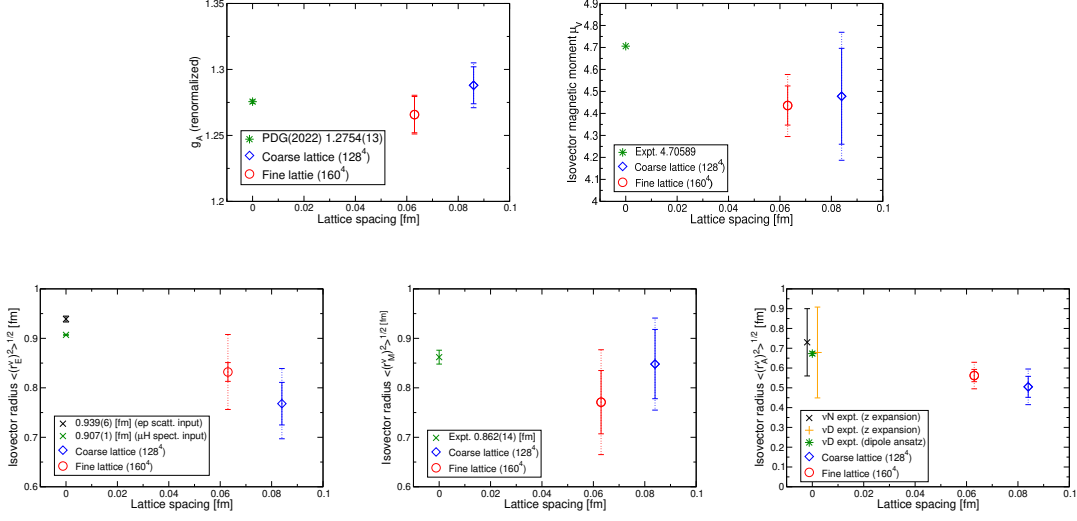 1.35
1.3
1.25
1.2
g_A (renormalized)
PDG(2022) 1.2754(13)
Coarse lattice (128^4)
Fine lattie (160^4)
0 0.02 0.04 0.06 0.08 0.1
Lattice spacing [fm]
4.9
4.8
4.7
4.6
4.5
4.4
4.3
4.2
4.1
4
Isovector magnetic moment μ_v
Expt. 4.70589
Coarse lattice (128^4)
Fine lattice (160^4)
0 0.02 0.04 0.06 0.08 0.1
Lattice spacing [fm]
1
0.9
0.8
0.7
0.6
Isovector radius <(r_E^v)^2>^1/2 [fm]
0.939(6) [fm] (ep scatt. input)
0.907(1) [fm] (μH spect. input)
Coarse lattice (128^4)
Fine lattice (160^4)
0 0.02 0.04 0.06 0.08 0.1
Lattice spacing [fm]
1
0.9
0.8
0.7
0.6
Isovector radius <(r_M^v)^2>^1/2 [fm]
Expt. 0.862(14) [fm]
Coarse lattice (128^4)
Fine lattice (160^4)
0 0.02 0.04 0.06 0.08 0.1
Lattice spacing [fm]
1
0.9
0.8
0.7
0.6
0.5
0.4
0.3
0.2
0.1
0
Isovector radius <(r_A^v)^2>^1/2 [fm]
νN expt. (z expansion)
νD expt. (z expansion)
νD expt. (dipole ansatz)
Coarse lattice (128^4)
Fine lattice (160^4)
0 0.02 0.04 0.06 0.08 0.1
Lattice spacing [fm]